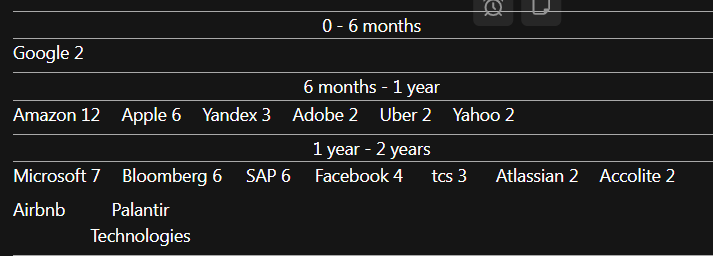 0 - 6 months
Google 2
6 months - 1 year
Amazon 12 Apple 6 Yandex 3 Adobe 2 Uber 2 Yahoo 2
1 year - 2 years
Microsoft 7 Bloomberg 6 SAP 6 Facebook 4 tcs 3 Atlassian 2 Accolite 2
Airbnb Palantir
Technologies